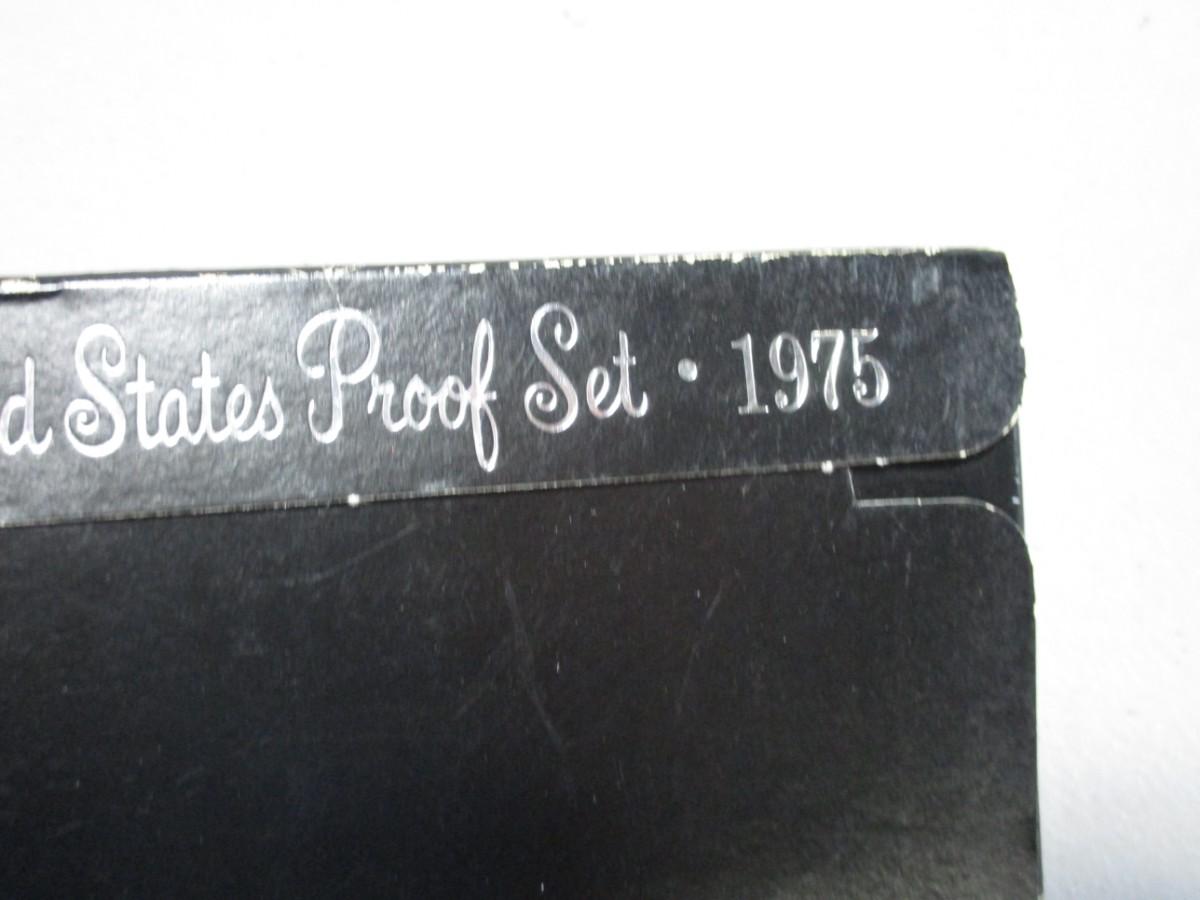 d States Proof Set • 1975